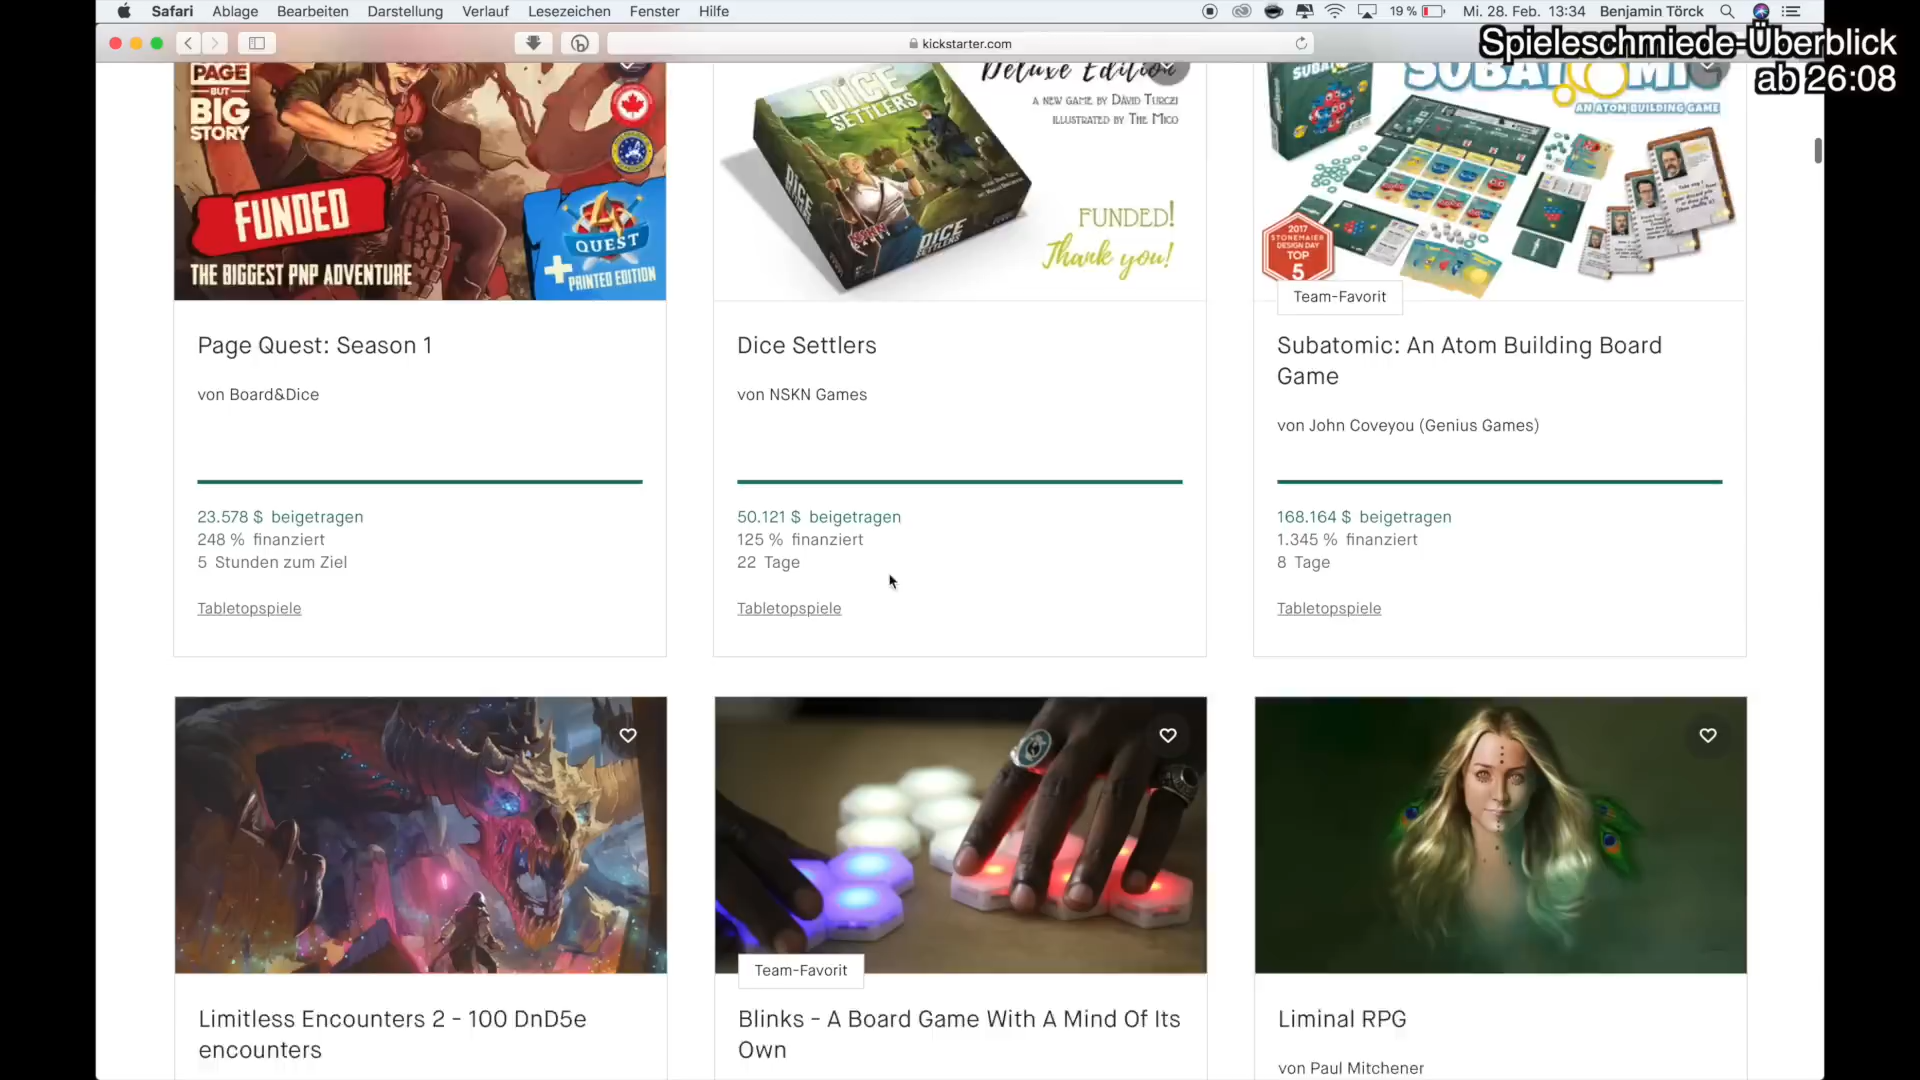 Safari Ablage Bearbeiten Darstellung Verlauf Lesezeichen Fenster Hilfe
19 % Mi. 28. Feb. 13:34 Benjamin Törck
kickstarter.com
Spieleschmiede-Überblick
ab 26:08
PAGE
BUT
BIG
STORY
FUNDED
THE BIGGEST PNP ADVENTURE
QUEST
+ PRINTED EDITION
Page Quest: Season 1
von Board&Dice
23.578 $ beigetragen
248 % finanziert
5 Stunden zum Ziel
Tabletopspiele
Deluxe Edition
A NEW GAME BY DÁVID TURCZI
ILLUSTRATED BY THE MICO
DICE
SETTLERS
DICE
SETTLERS
FUNDED!
Thank you!
Dice Settlers
von NSKN Games
50.121 $ beigetragen
125 % finanziert
22 Tage
Tabletopspiele
SUBATOMIC
AN ATOM BUILDING GAME
2017
STONEMAIER
DESIGN DAY
TOP
5
Team-Favorit
Subatomic: An Atom Building Board
Game
von John Coveyou (Genius Games)
168.164 $ beigetragen
1.345 % finanziert
8 Tage
Tabletopspiele
Limitless Encounters 2 - 100 DnD5e
encounters
Team-Favorit
Blinks - A Board Game With A Mind Of Its
Own
Liminal RPG
von Paul Mitchener